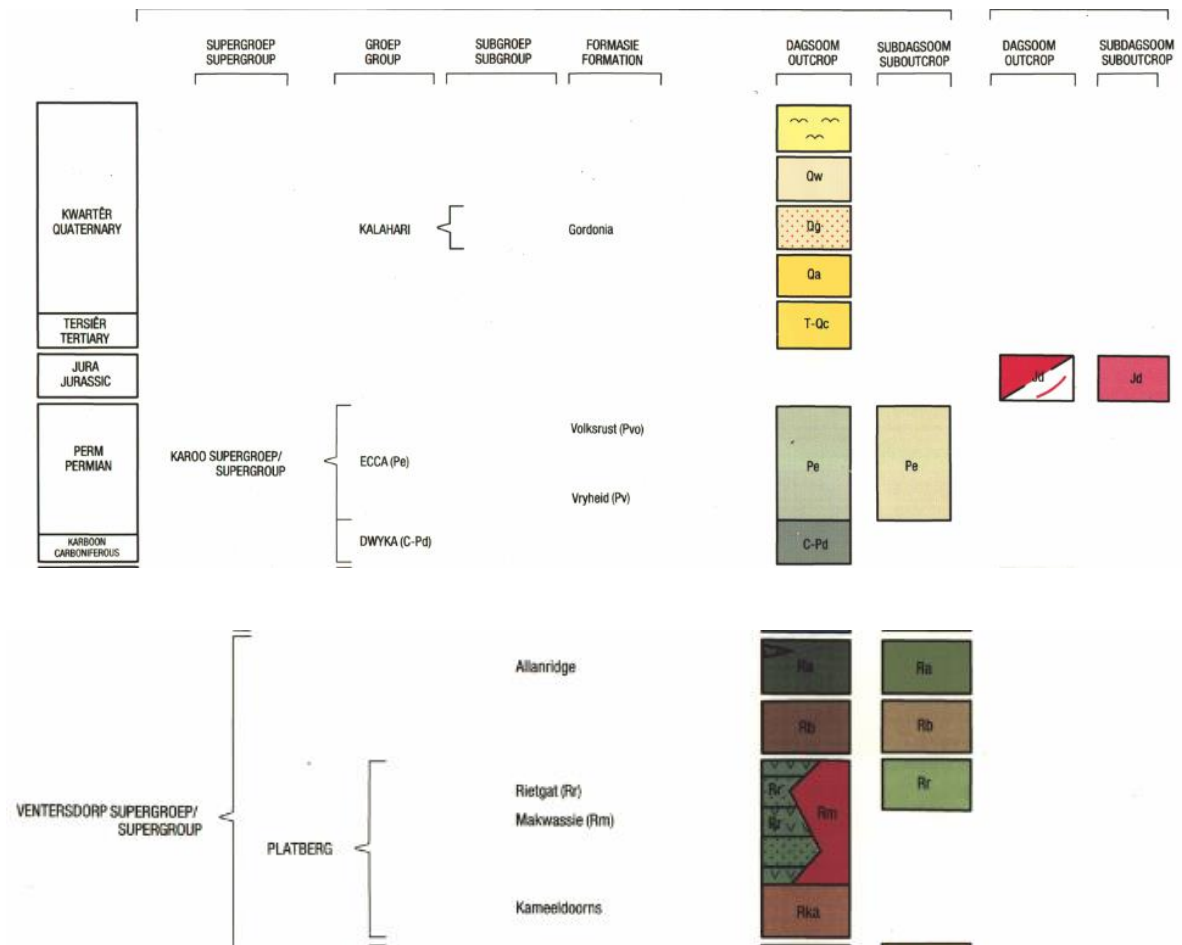 SUPERGROEP
SUPERGROUP
GROEP
GROUP
SUBGROEP
SUBGROUP
FORMASIE
FORMATION
DAGSOOM
OUTCROP
SUBDAGSOOM
SUBOUTCROP
DAGSOOM
OUTCROP
SUBDAGSOOM
SUBOUTCROP
KWARTÊR
QUATERNARY
KALAHARI
Gordonia
Qw
Qg
Qa
TERSIÊR
TERTIARY
T-Qc
JURA
JURASSIC
Jd
Jd
PERM
PERMIAN
KAROO SUPERGROEP/
SUPERGROUP
ECCA (Pe)
Volksrust (Pvo)
Vryheid (Pv)
Pe
Pe
KARBOON
CARBONIFEROUS
DWYKA (C-Pd)
C-Pd
VENTERSDORP SUPERGROEP/
SUPERGROUP
Allanridge
Ra
Ra
Rb
Rb
PLATBERG
Rietgat (Rr)
Makwassie (Rm)
Rr
Rr
Rm
Rr
Kameeldoorns
Rka